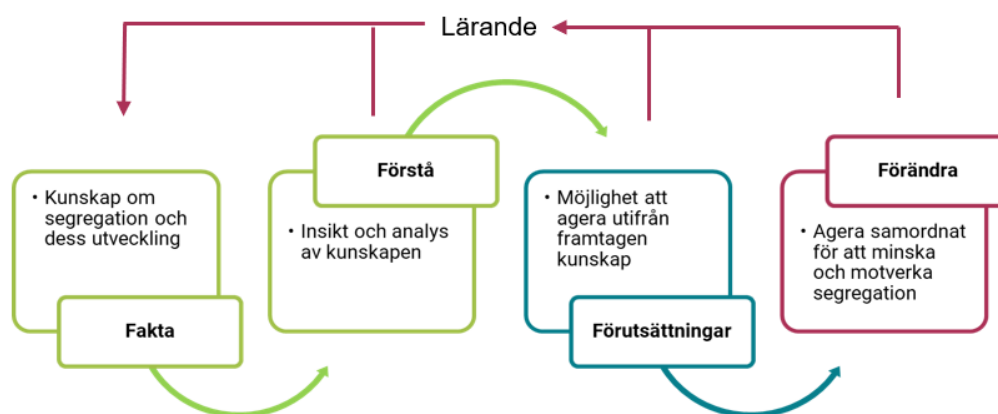 Lärande
• Kunskap om
segregation och
dess utveckling
Fakta
Förstå
• Insikt och analys
av kunskapen
• Möjlighet att
agera utifrån
framtagen
kunskap
Förutsättningar
Förändra
• Agera samordnat
för att minska
och motverka
segregation